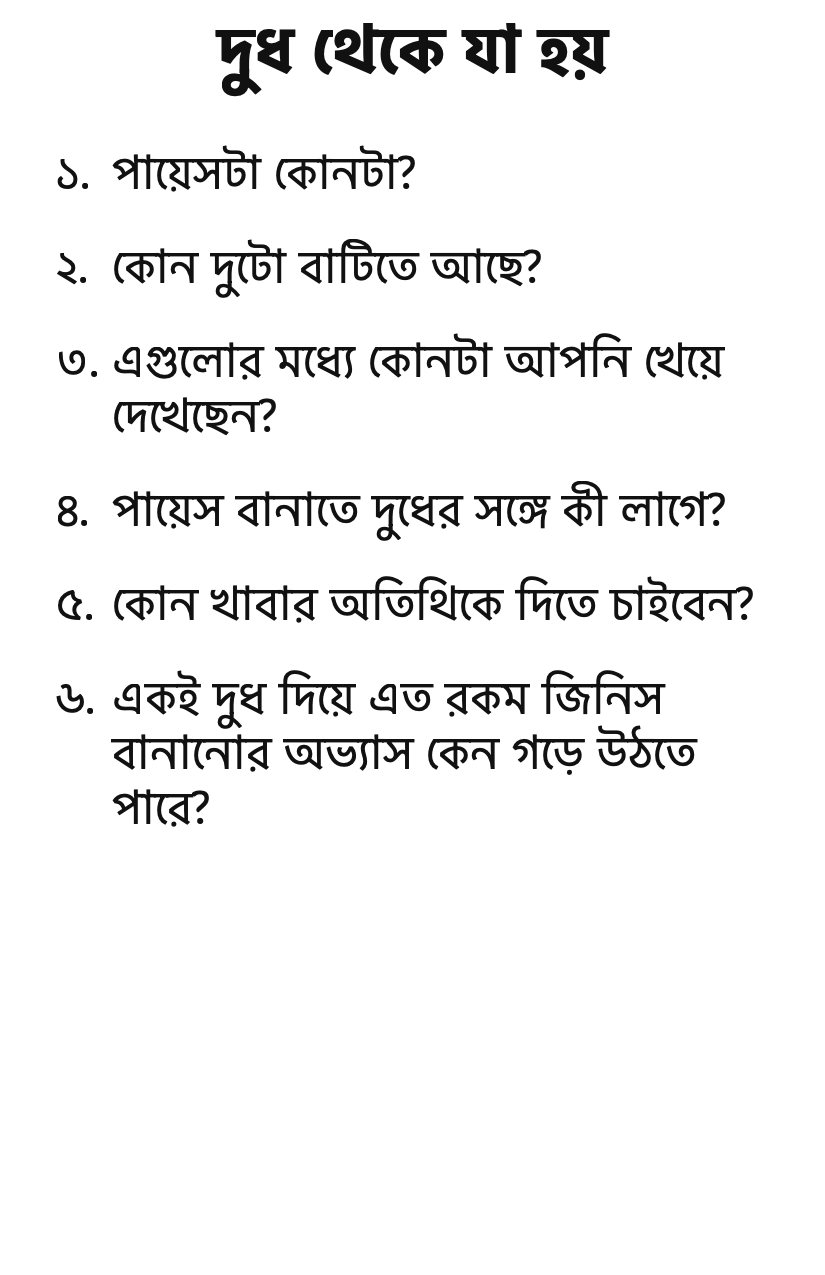 দুধ থেকে যা হয়
১. পায়েসটা কোনটা?
২. কোন দুটো বাটিতে আছে?
৩. এগুলোর মধ্যে কোনটা আপনি খেয়ে
দেখেছেন?
৪. পায়েস বানাতে দুধের সঙ্গে কী লাগে?
৫. কোন খাবার অতিথিকে দিতে চাইবেন?
৬. একই দুধ দিয়ে এত রকম জিনিস
বানানোর অভ্যাস কেন গড়ে উঠতে
পারে?